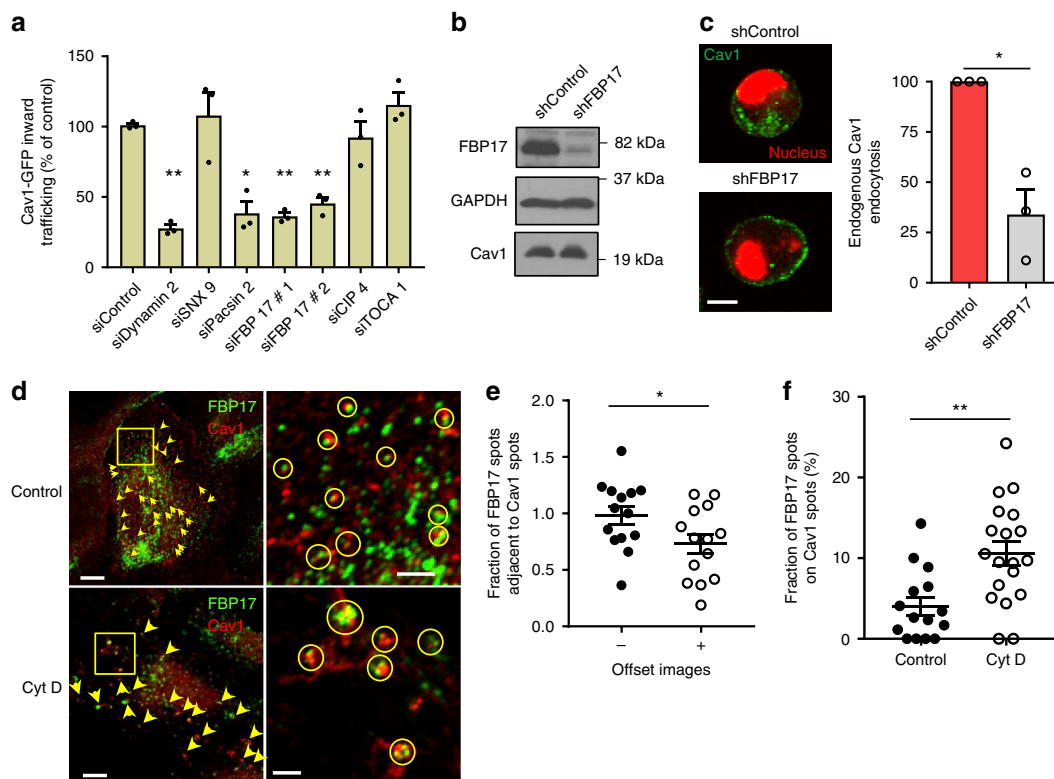 a
Cav1-GFP inward
trafficking (% of control)
150
100
50
0
siControl
siDynamin 2
siSNX 9
siPacsin 2
siFBP 17 # 1
siFBP 17 # 2
siCIP 4
siTOCA 1
**
*
**
**
b
shControl
shFBP17
FBP17
82 kDa
37 kDa
GAPDH
Cav1
19 kDa
c
shControl
Cav1
Nucleus
shFBP17
Endogenous Cav1
endocytosis
100
75
50
25
0
*
shControl
shFBP17
d
FBP17
Cav1
Control
FBP17
Cav1
Cyt D
e
Fraction of FBP17 spots
adjacent to Cav1 spots
2.0
1.5
1.0
0.5
0.0
*
– +
Offset images
f
Fraction of FBP17 spots
on Cav1 spots (%)
30
20
10
0
**
Control Cyt D